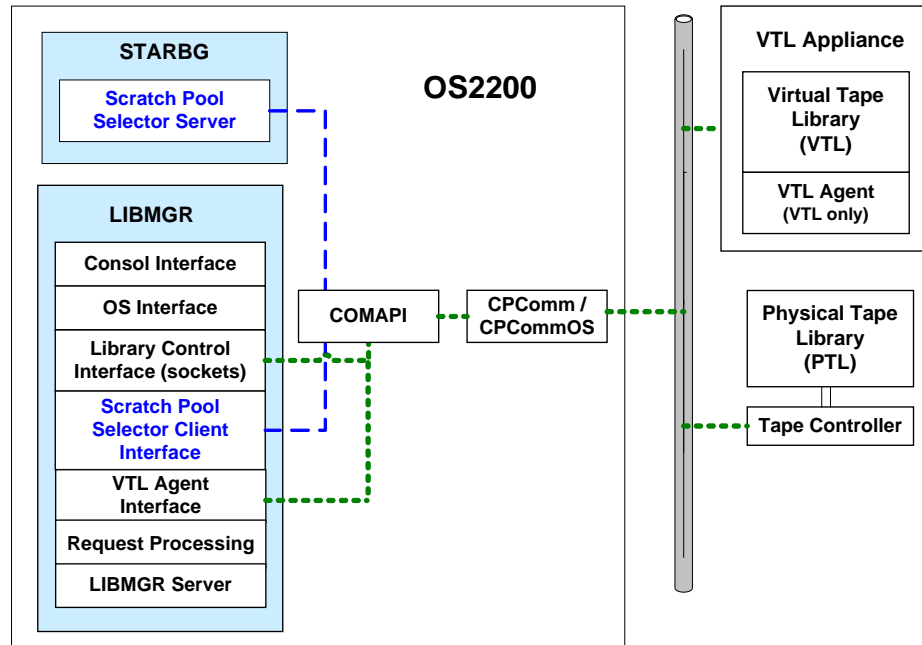 STARBG
Scratch Pool
Selector Server
OS2200
LIBMGR
Consol Interface
OS Interface
Library Control
Interface (sockets)
Scratch Pool
Selector Client
Interface
VTL Agent
Interface
Request Processing
LIBMGR Server
COMAPI
CPComm /
CPCommOS
VTL Appliance
Virtual Tape
Library
(VTL)
VTL Agent
(VTL only)
Physical Tape
Library
(PTL)
Tape Controller